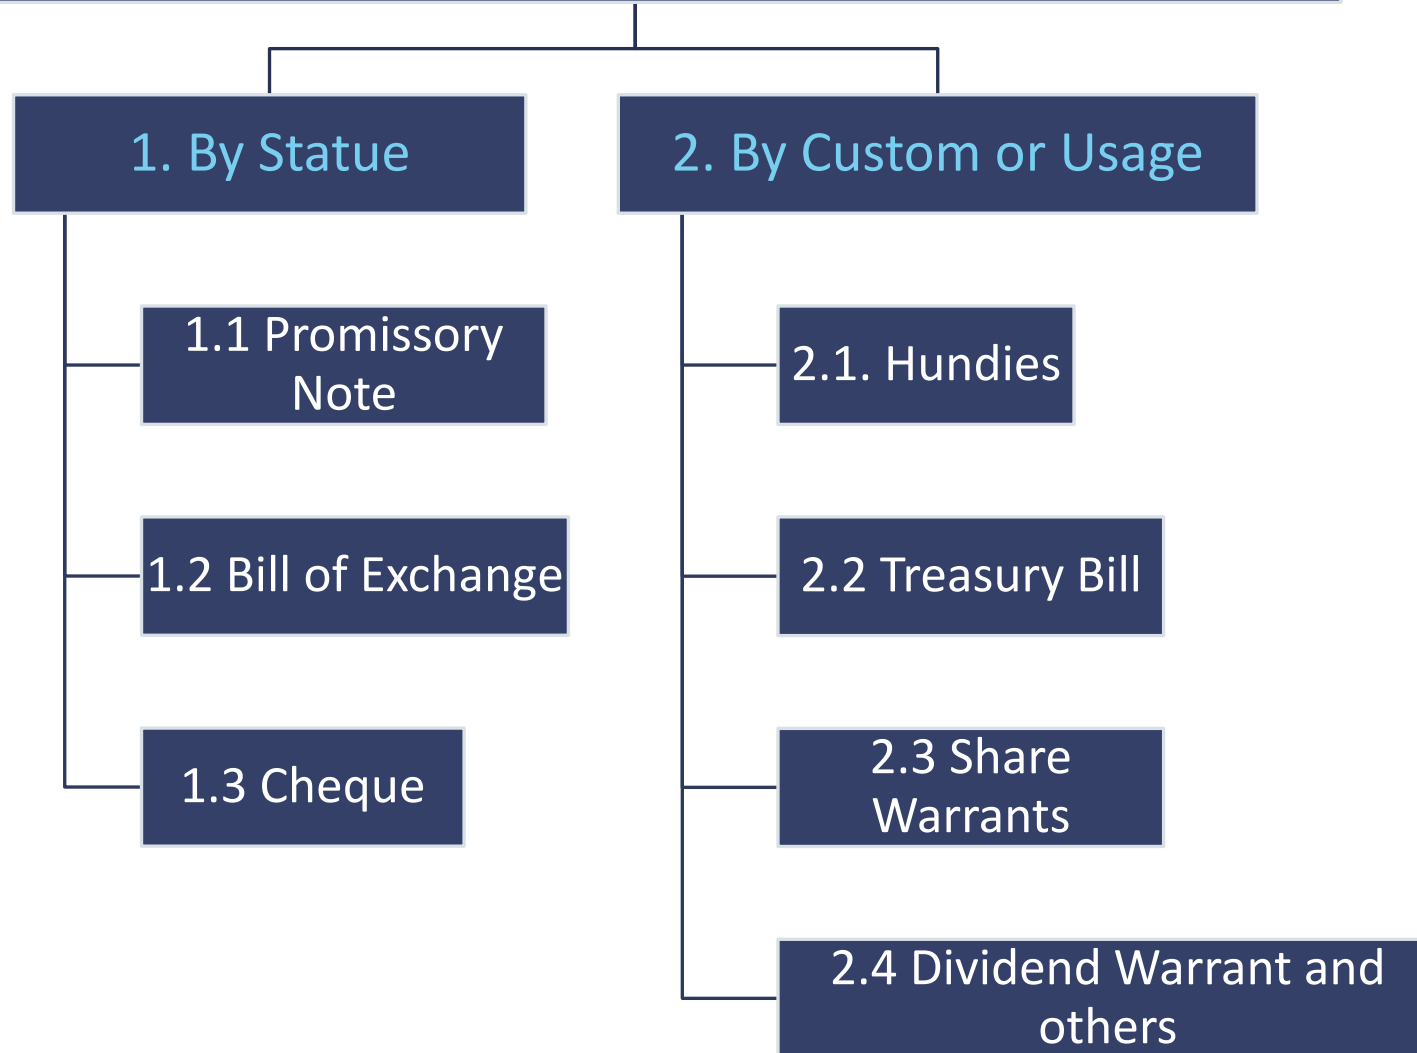 1. By Statue
2. By Custom or Usage
1.1 Promissory
Note
1.2 Bill of Exchange
1.3 Cheque
2.1. Hundies
2.2 Treasury Bill
2.3 Share
Warrants
2.4 Dividend Warrant and
others